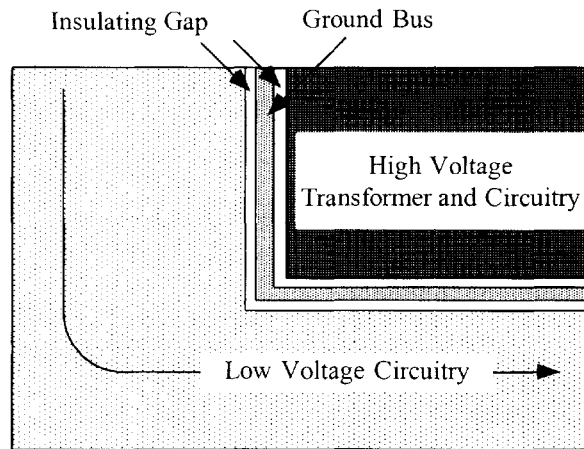 Insulating Gap
Ground Bus
High Voltage
Transformer and Circuitry
Low Voltage Circuitry